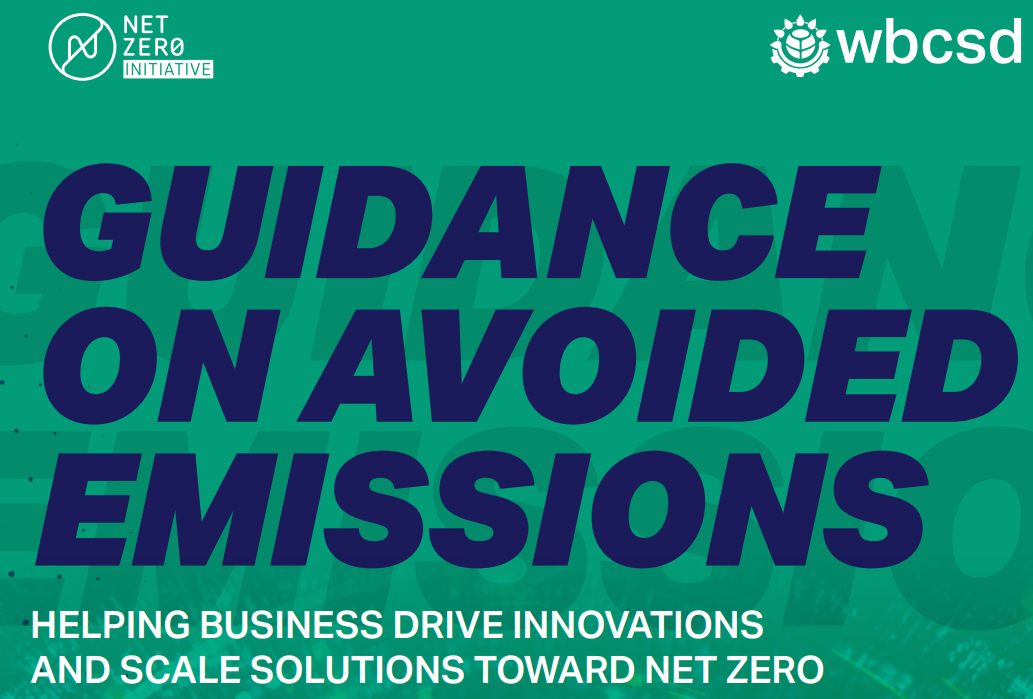 NET
ZERO
INITIATIVE
wbcsd
GUIDANCE
ON AVOIDED
EMISSIONS
HELPING BUSINESS DRIVE INNOVATIONS
AND SCALE SOLUTIONS TOWARD NET ZERO